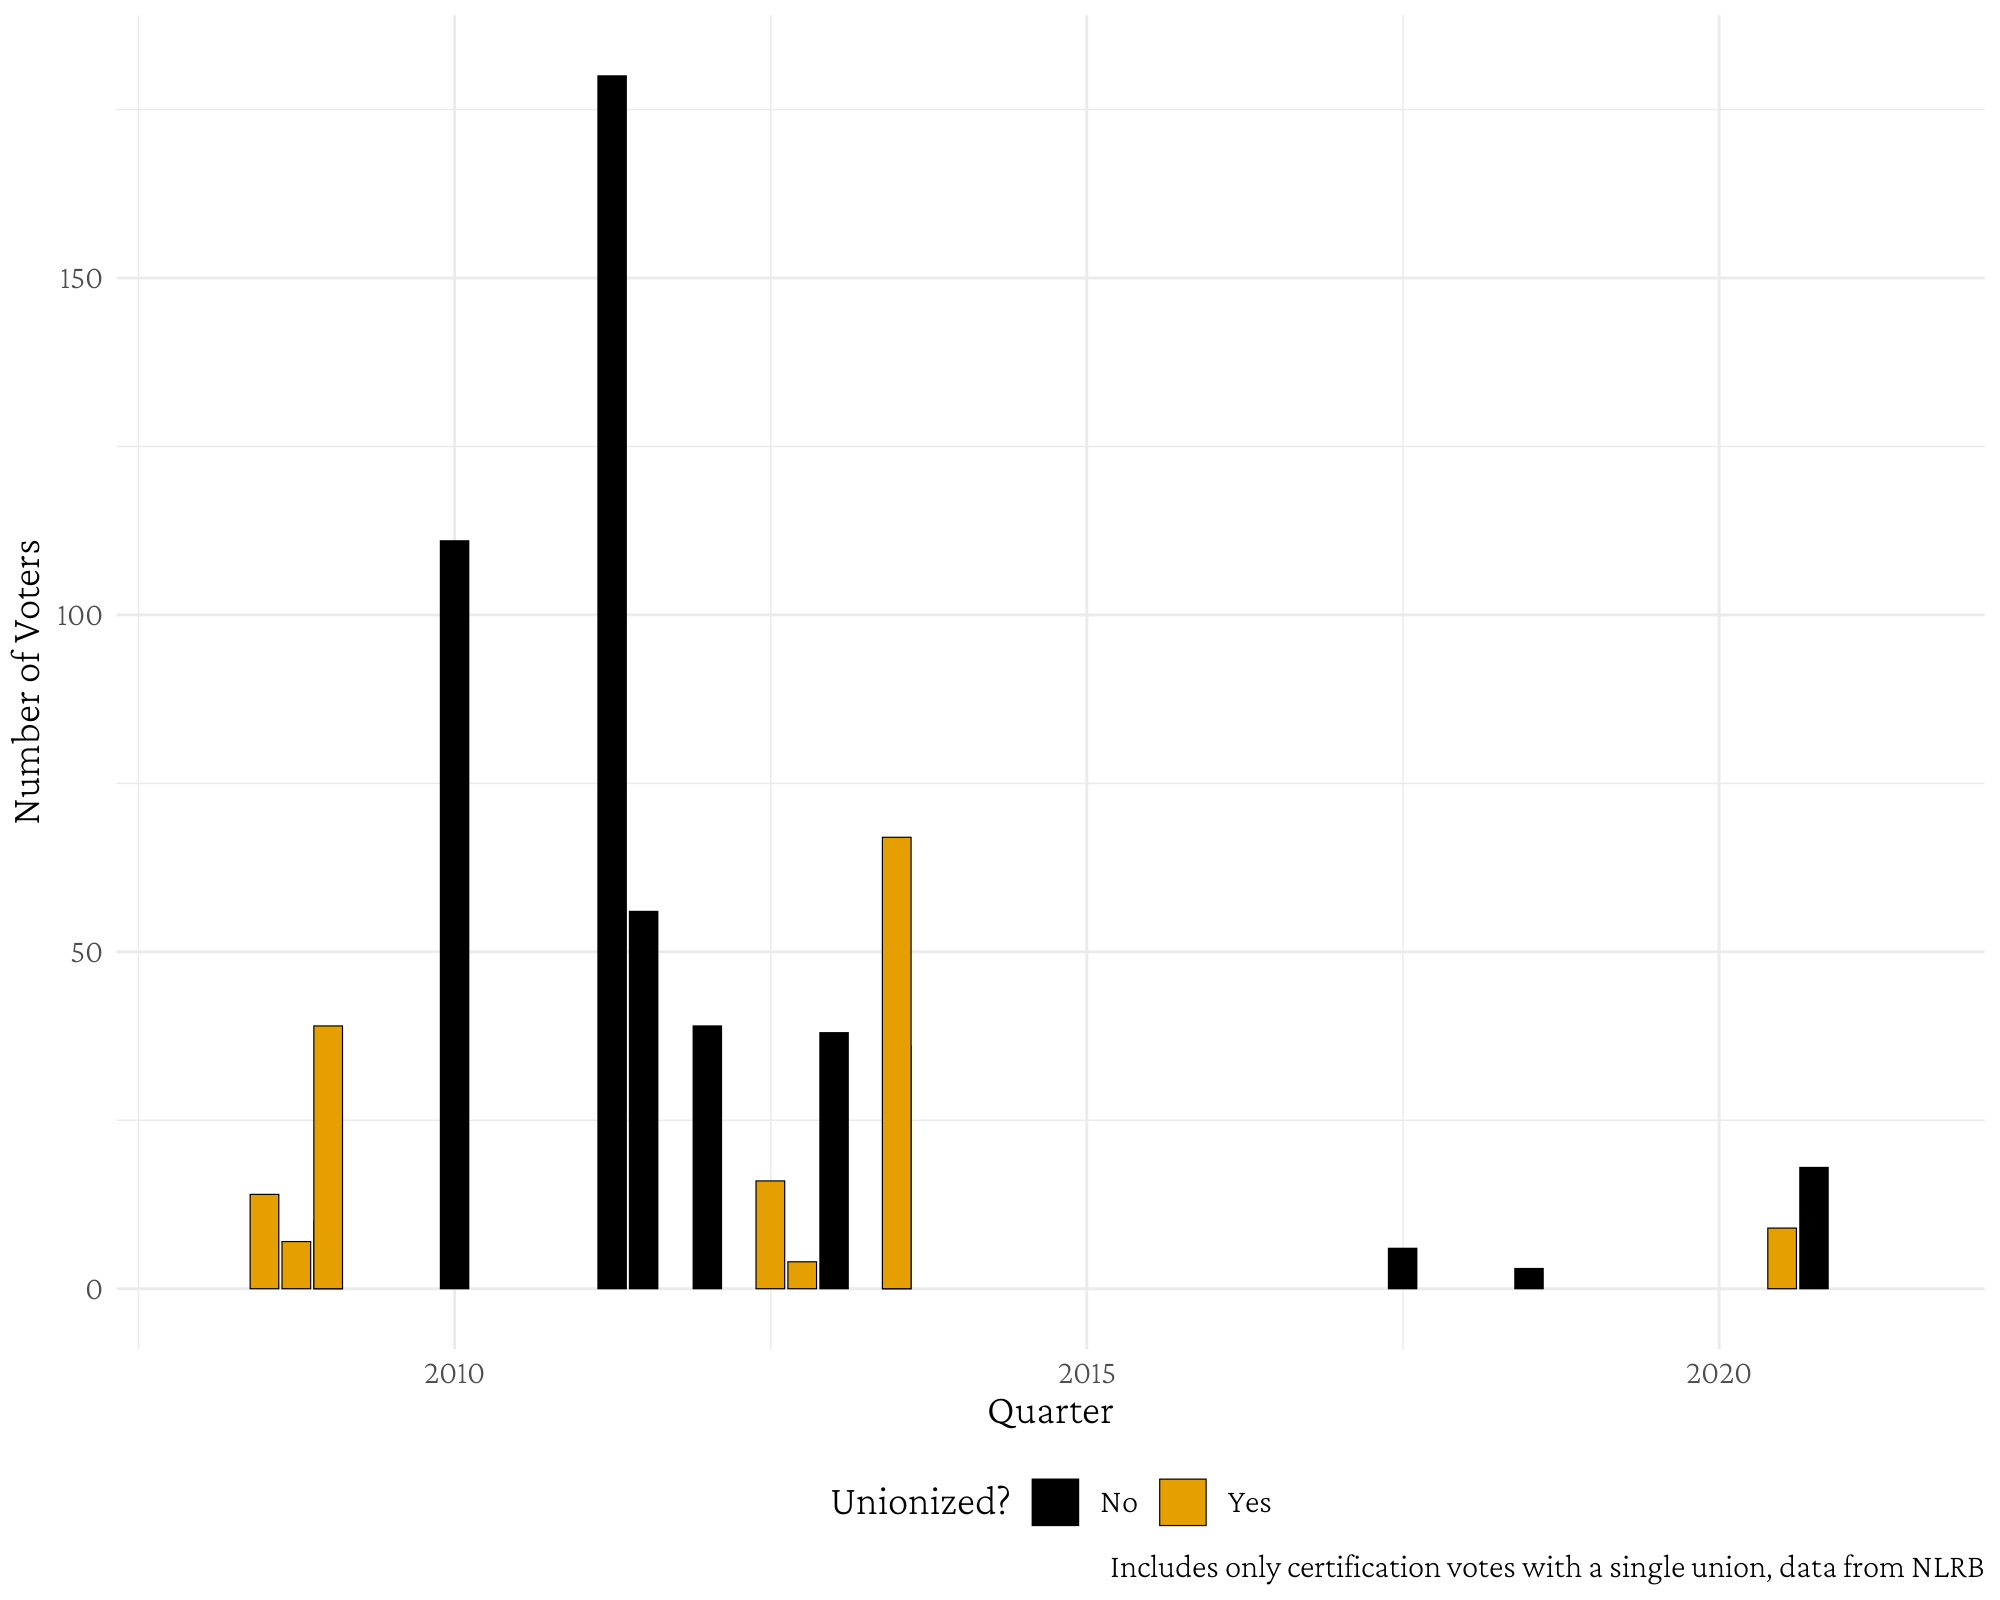 150
100
50
0
Number of Voters
2010 2015 2020
Quarter
Unionized? No Yes
Includes only certification votes with a single union, data from NLRB